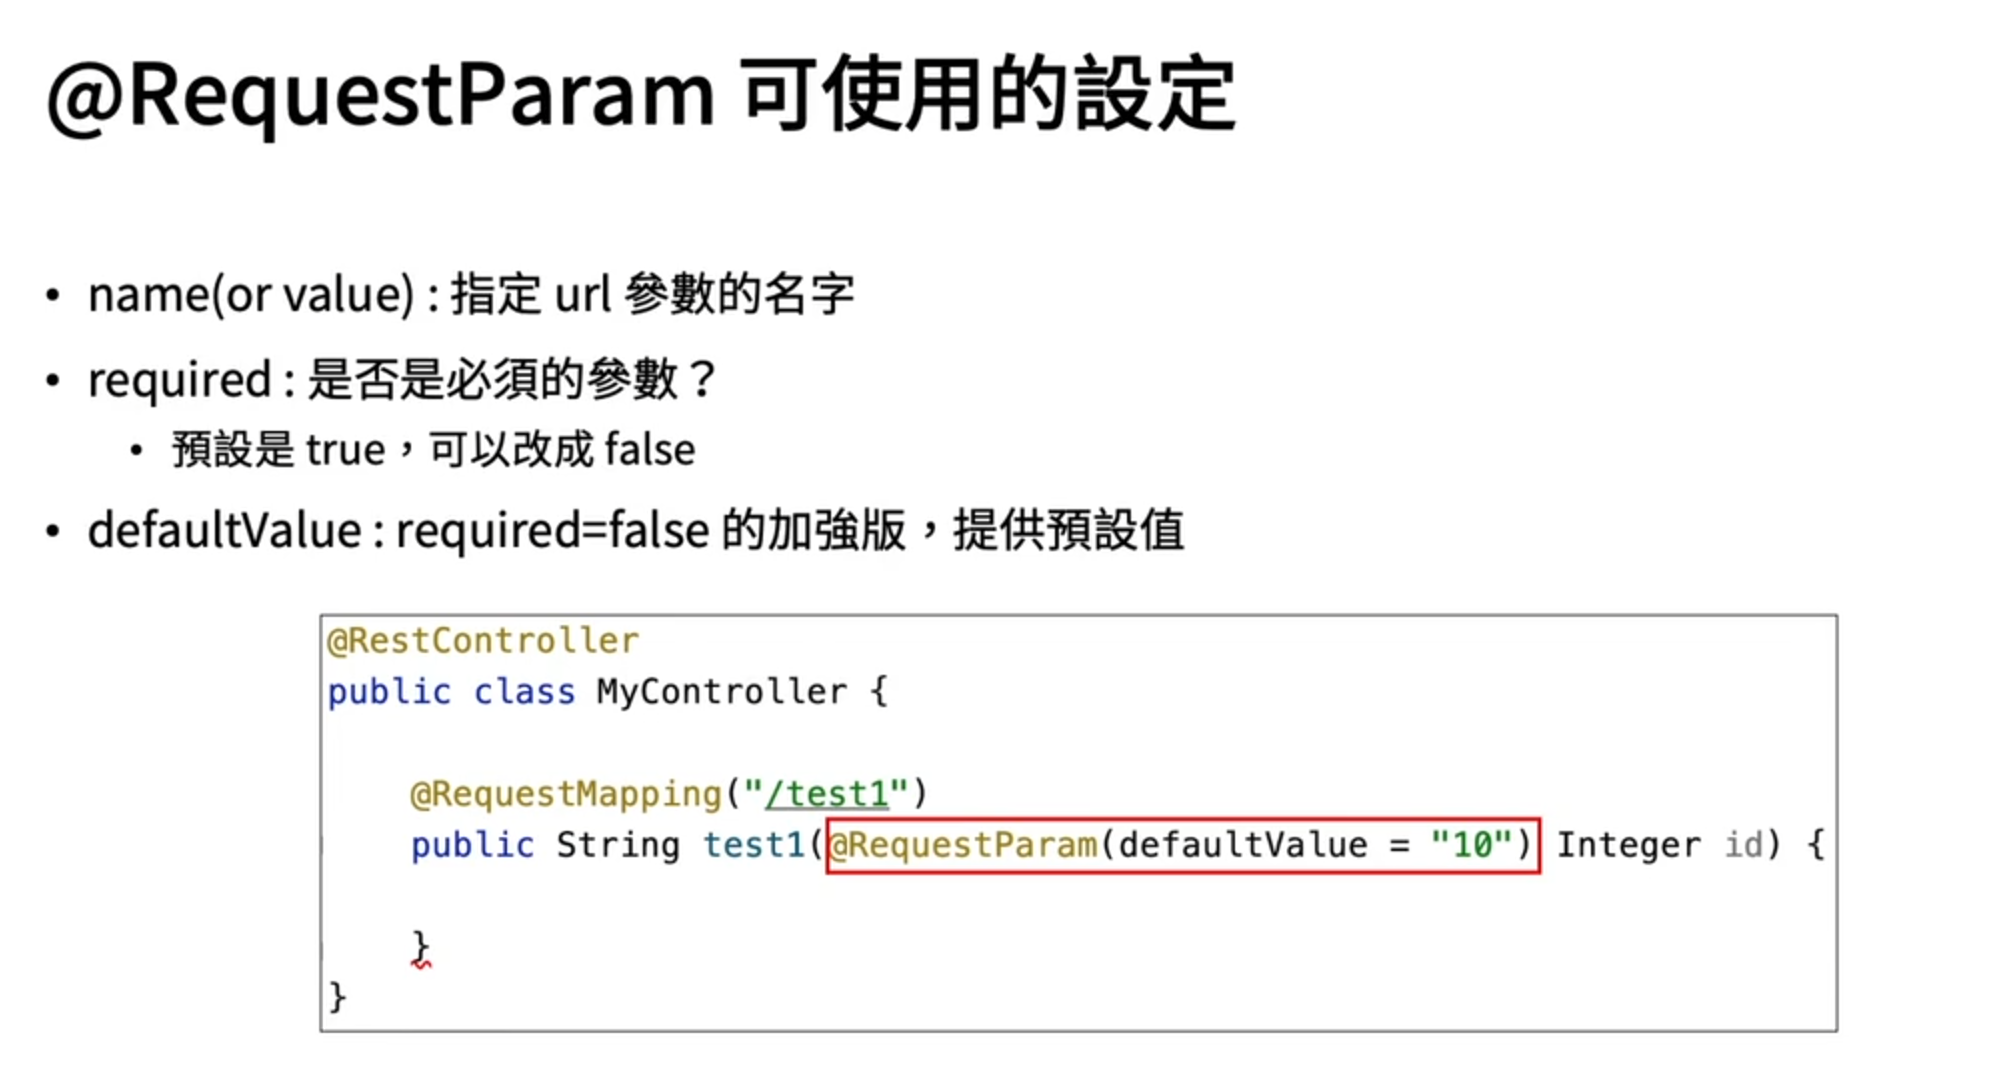 @RequestParam 可使用的設定
• name(or value) : 指定 url 參數的名字
• required : 是否是必須的參數？
• 預設是 true，可以改成 false
• defaultValue : required=false 的加強版，提供預設值
@RestController
public class MyController {
@RequestMapping("/test1")
public String test1(@RequestParam(defaultValue = "10") Integer id) {
}
}